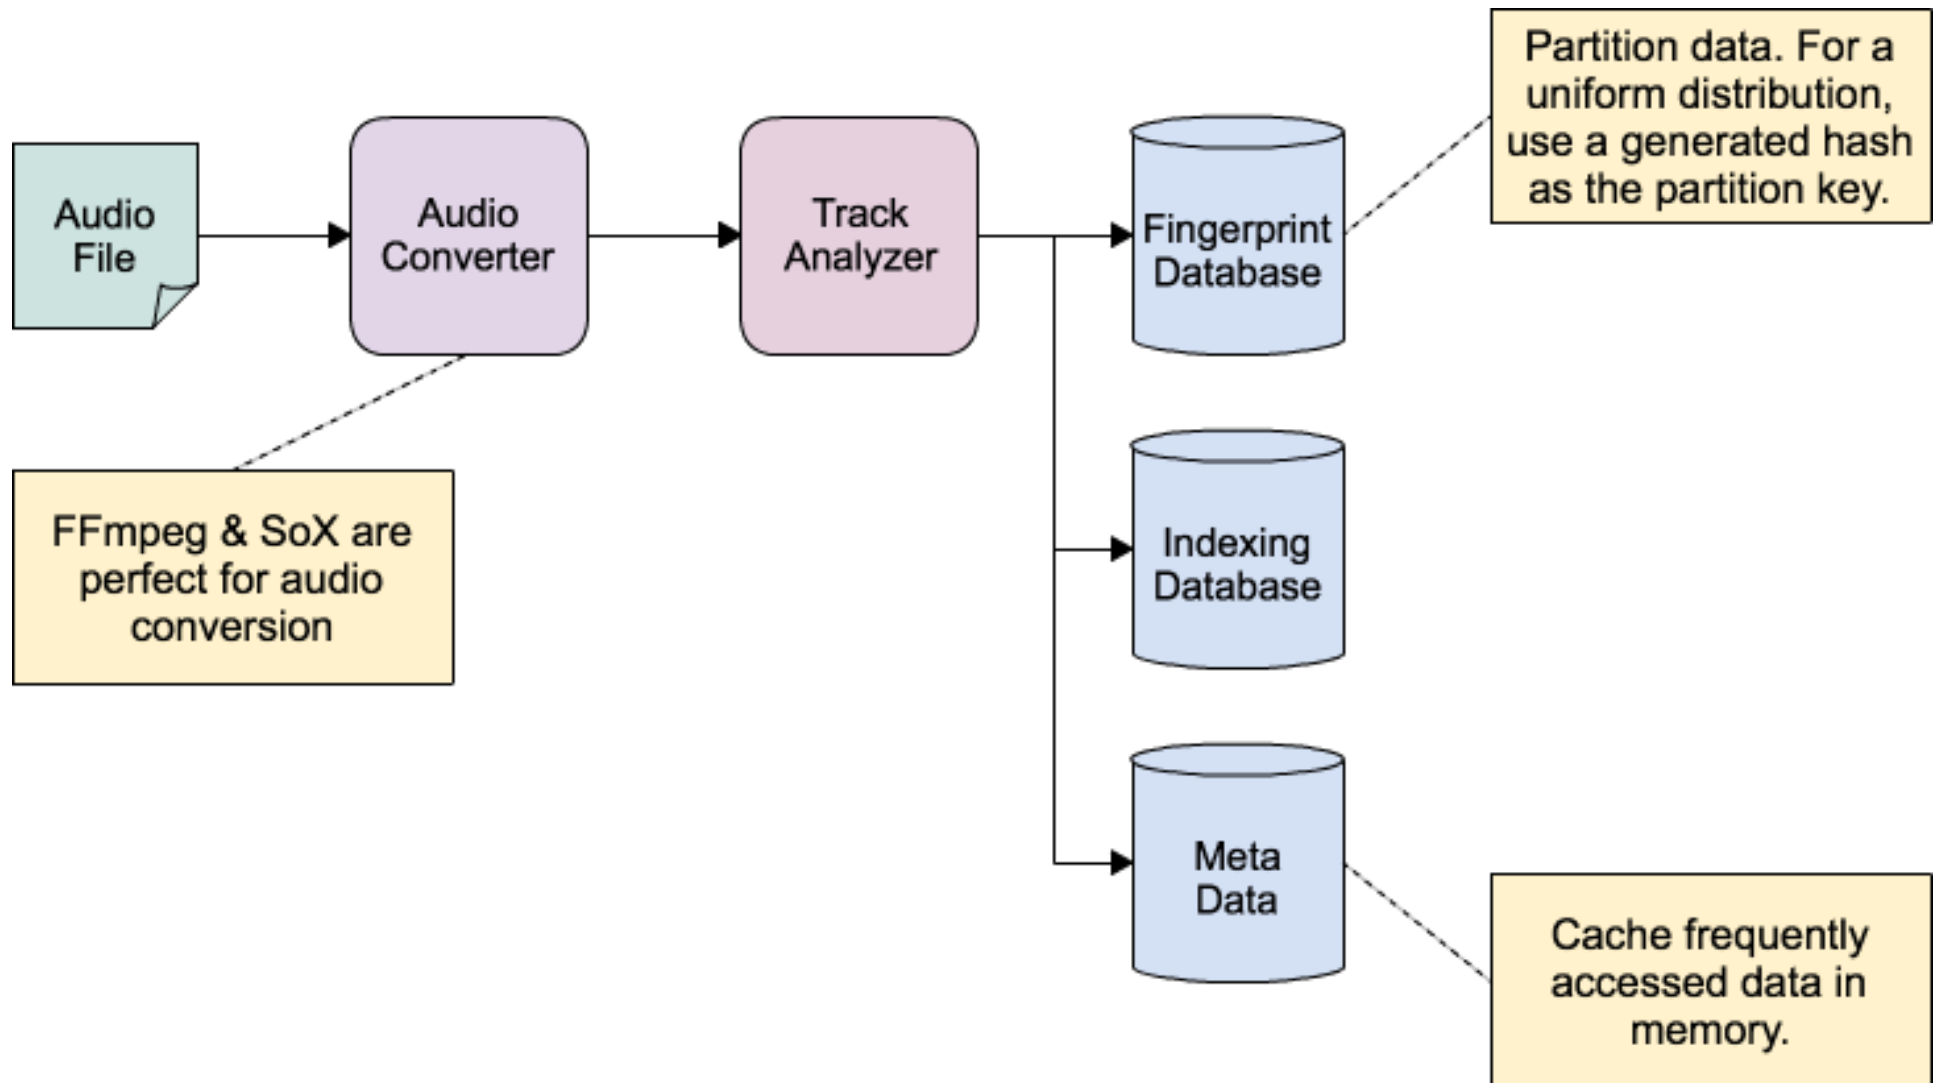 Partition data. For a
uniform distribution,
use a generated hash
as the partition key.
Audio
File
Audio
Converter
Track
Analyzer
Fingerprint
Database
FFmpeg & SoX are
perfect for audio
conversion
Indexing
Database
Meta
Data
Cache frequently
accessed data in
memory.